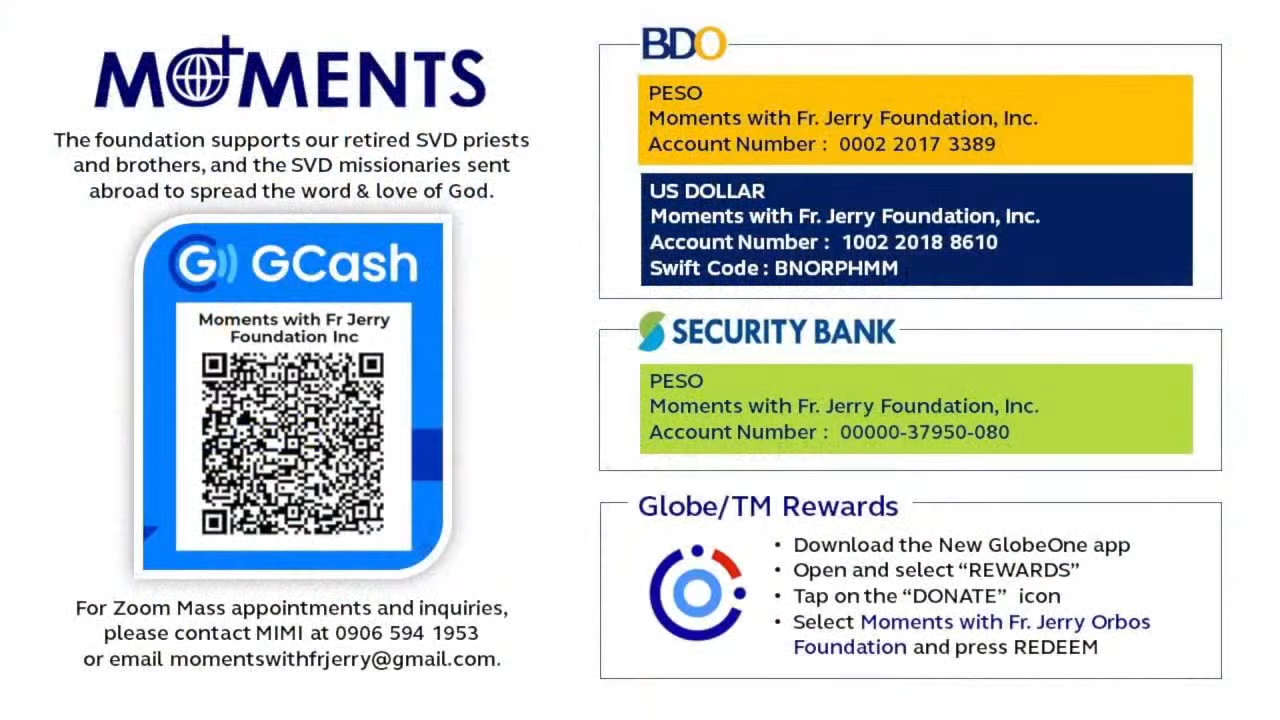 MOMENTS
The foundation supports our retired SVD priests
and brothers, and the SVD missionaries sent
abroad to spread the word & love of God.
GCash
Moments with Fr Jerry
Foundation Inc
For Zoom Mass appointments and inquiries,
please contact MIMI at 0906 594 1953
or email momentswithfrjerry@gmail.com.
BDO
PESO
Moments with Fr. Jerry Foundation, Inc.
Account Number : 0002 2017 3389
US DOLLAR
Moments with Fr. Jerry Foundation, Inc.
Account Number : 1002 2018 8610
Swift Code : BNORPHMM
SECURITY BANK
PESO
Moments with Fr. Jerry Foundation, Inc.
Account Number : 00000-37950-080
Globe/TM Rewards
• Download the New GlobeOne app
• Open and select “REWARDS”
• Tap on the “DONATE” icon
• Select Moments with Fr. Jerry Orbos
Foundation and press REDEEM